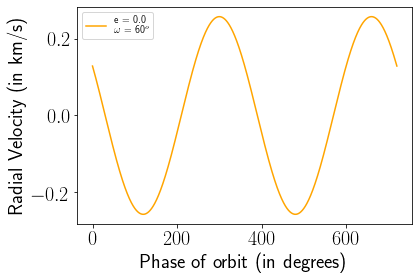 e = 0.0
ω = 60°
0.2
0.0
−0.2
Radial Velocity (in km/s)
0 200 400 600
Phase of orbit (in degrees)